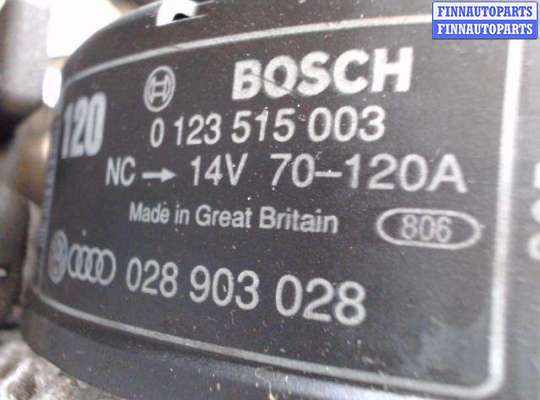 FINNAUTOPARTS
FINNAUTOPARTS
BOSCH
120
0 123 515 003
NC → 14V 70–120A
Made in Great Britain 806
028 903 028